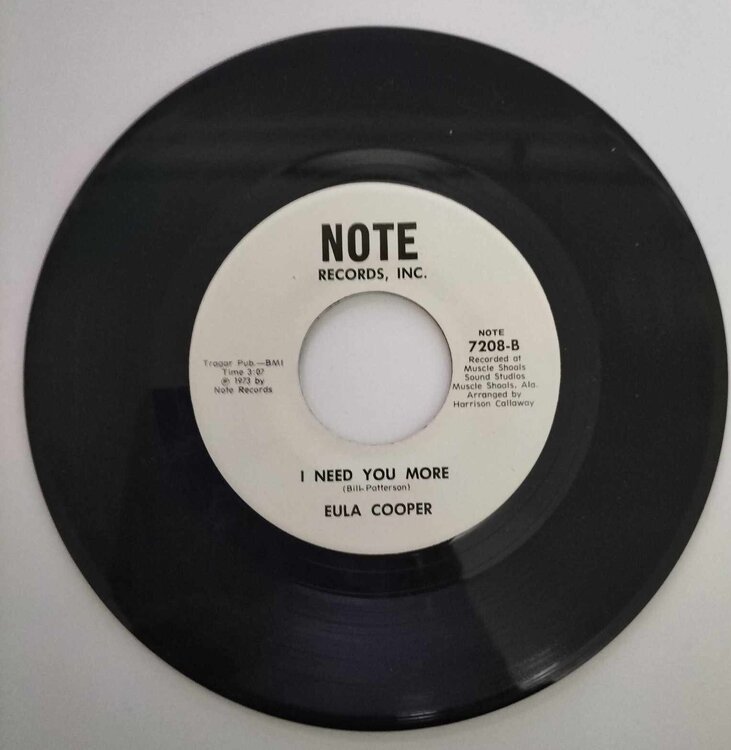 NOTE
RECORDS, INC.
Tragar Pub.—BMI
Time 3:07
℗ 1973 by
Note Records
NOTE
7208-B
Recorded at
Muscle Shoals
Sound Studios
Muscle Shoals, Ala.
Arranged by
Harrison Callaway
I NEED YOU MORE
(Bill Patterson)
EULA COOPER